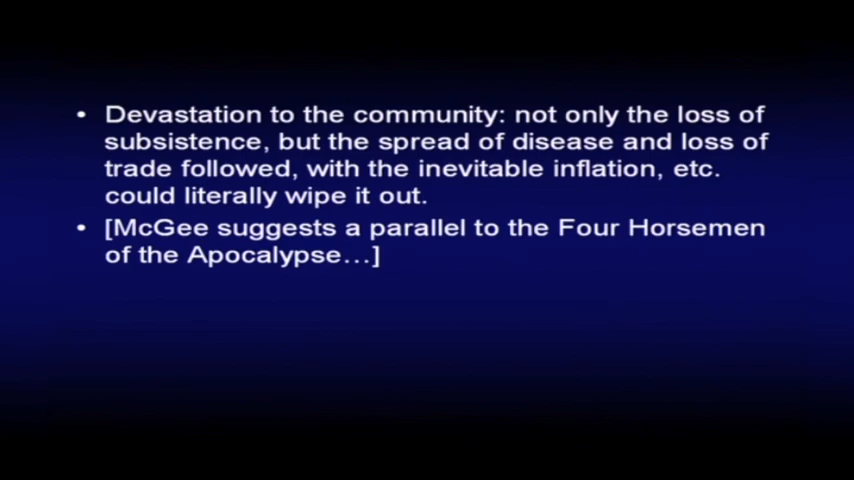 • Devastation to the community: not only the loss of
subsistence, but the spread of disease and loss of
trade followed, with the inevitable inflation, etc.
could literally wipe it out.
• [McGee suggests a parallel to the Four Horsemen
of the Apocalypse…]